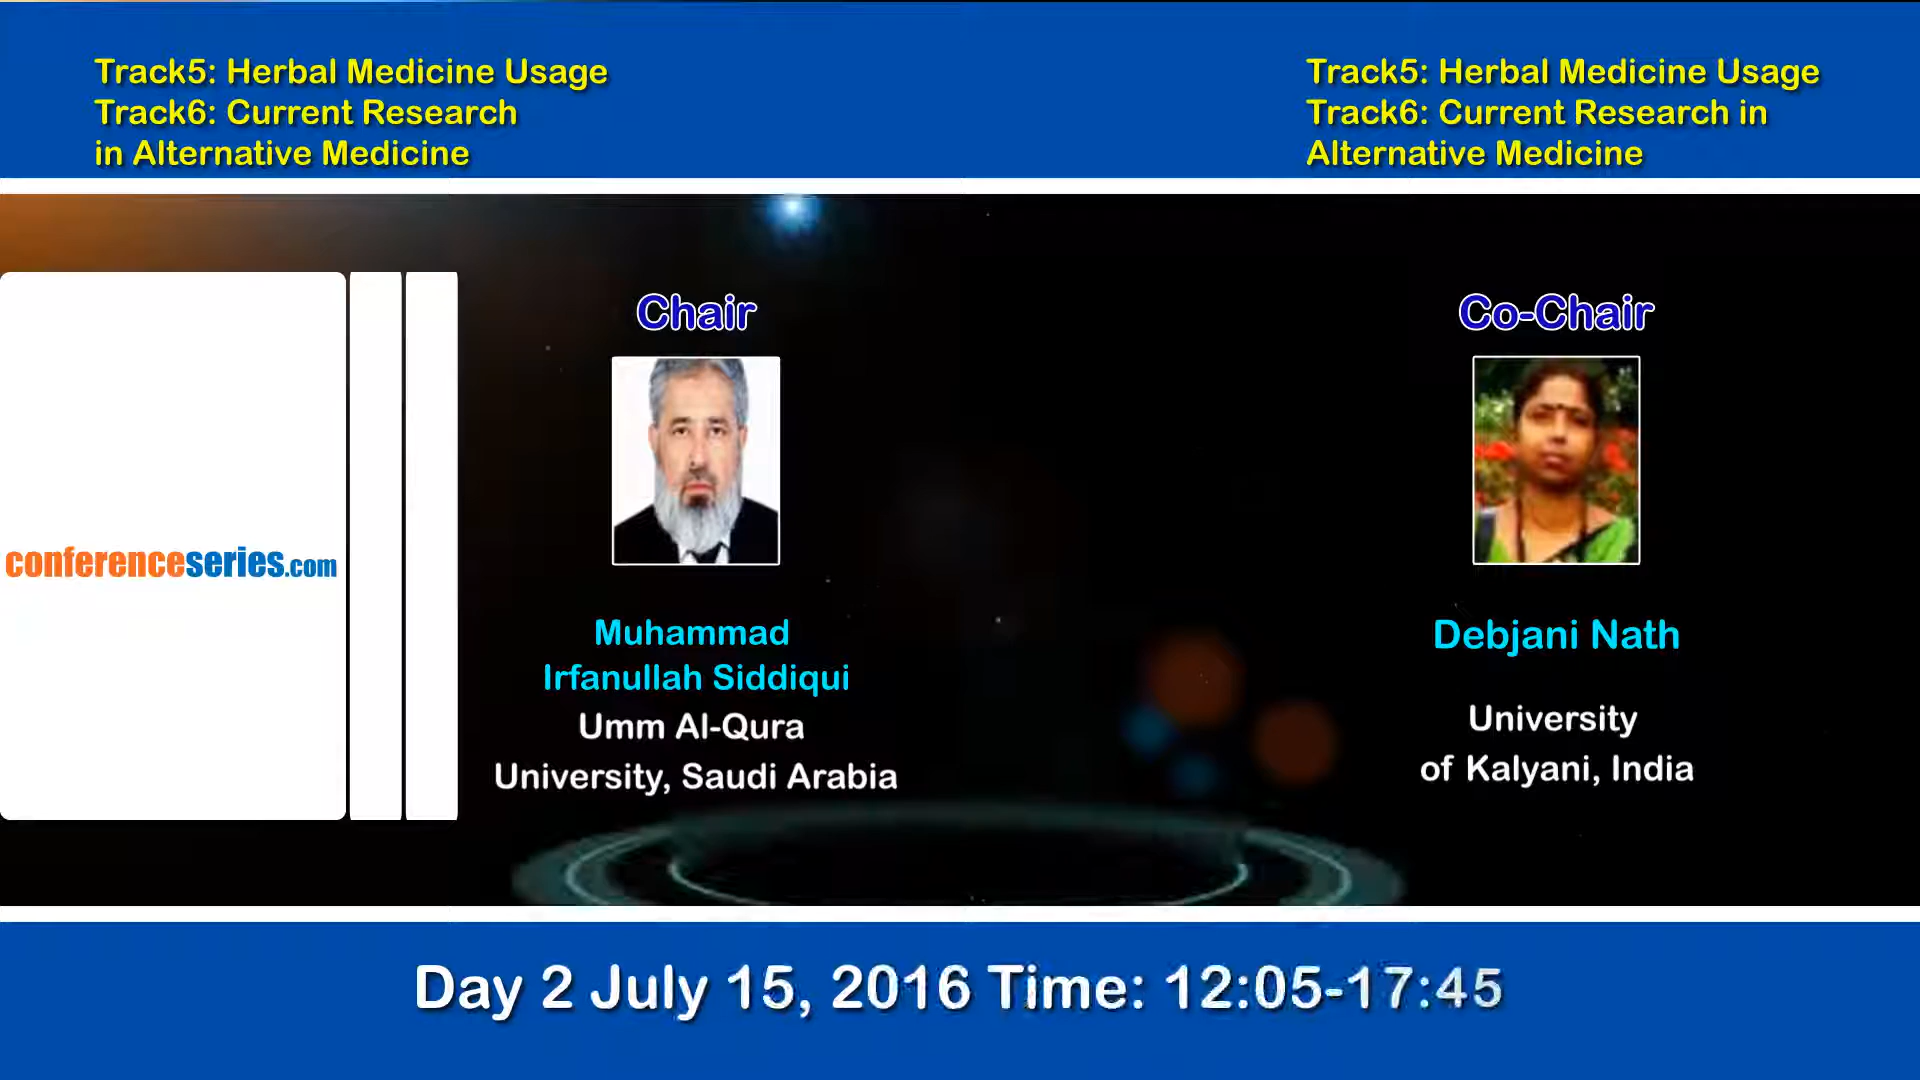 Track5: Herbal Medicine Usage
Track6: Current Research
in Alternative Medicine
Track5: Herbal Medicine Usage
Track6: Current Research in
Alternative Medicine
conferenceseries.com
Chair
Muhammad
Irfanullah Siddiqui
Umm Al-Qura
University, Saudi Arabia
Co-Chair
Debjani Nath
University
of Kalyani, India
Day 2 July 15, 2016 Time: 12:05-17:45